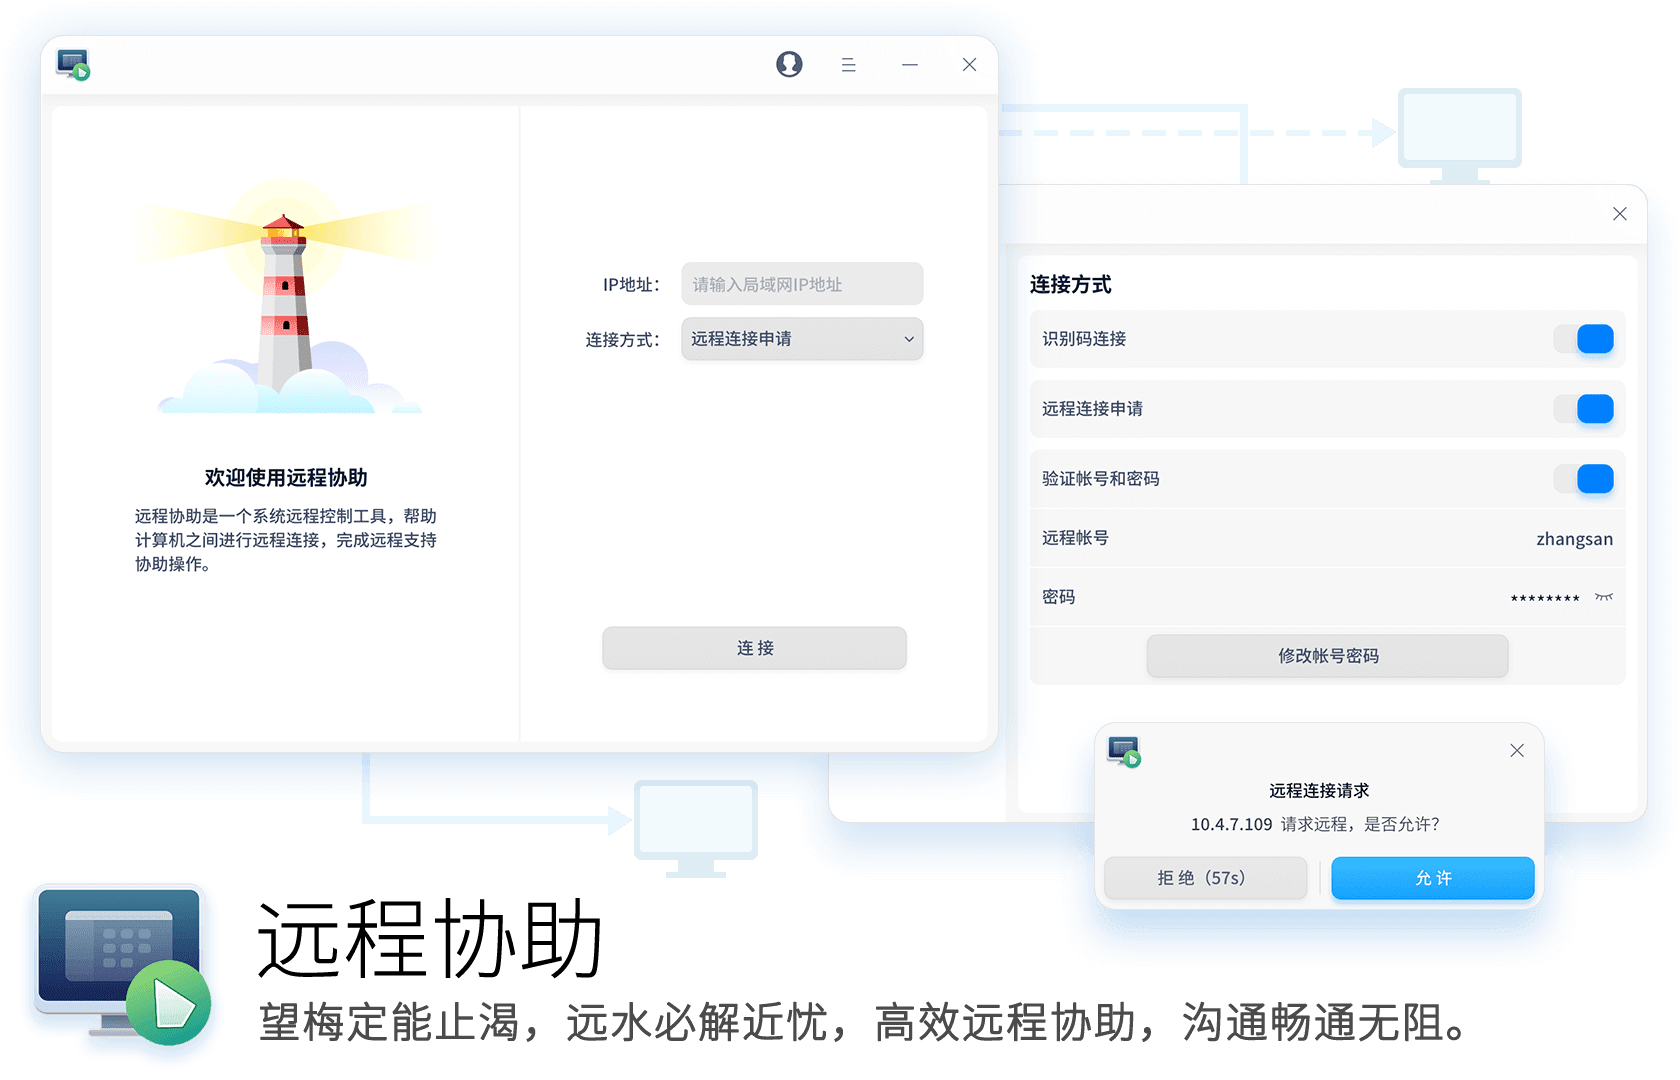 IP地址：
请输入局域网IP地址
连接方式：
远程连接申请
欢迎使用远程协助
远程协助是一个系统远程控制工具，帮助
计算机之间进行远程连接，完成远程支持
协助操作。
连 接
连接方式
识别码连接
远程连接申请
验证帐号和密码
远程帐号
zhangsan
密码
********
修改帐号密码
远程连接请求
10.4.7.109 请求远程，是否允许？
拒 绝（57s）
允 许
远程协助
望梅定能止渴，远水必解近忧，高效远程协助，沟通畅通无阻。